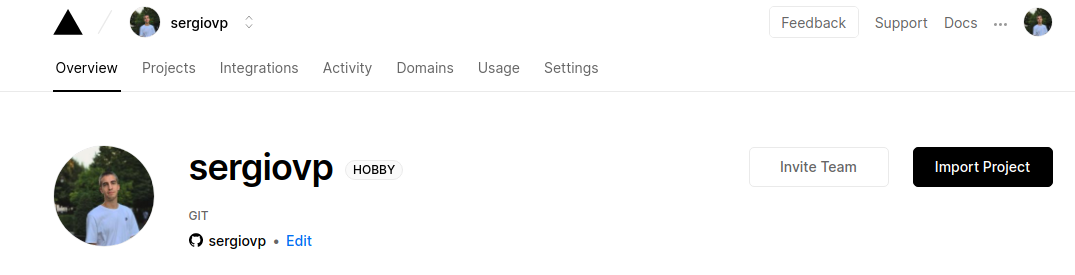 sergiovp Feedback Support Docs
Overview Projects Integrations Activity Domains Usage Settings
sergiovp HOBBY Invite Team Import Project
GIT
sergiovp • Edit